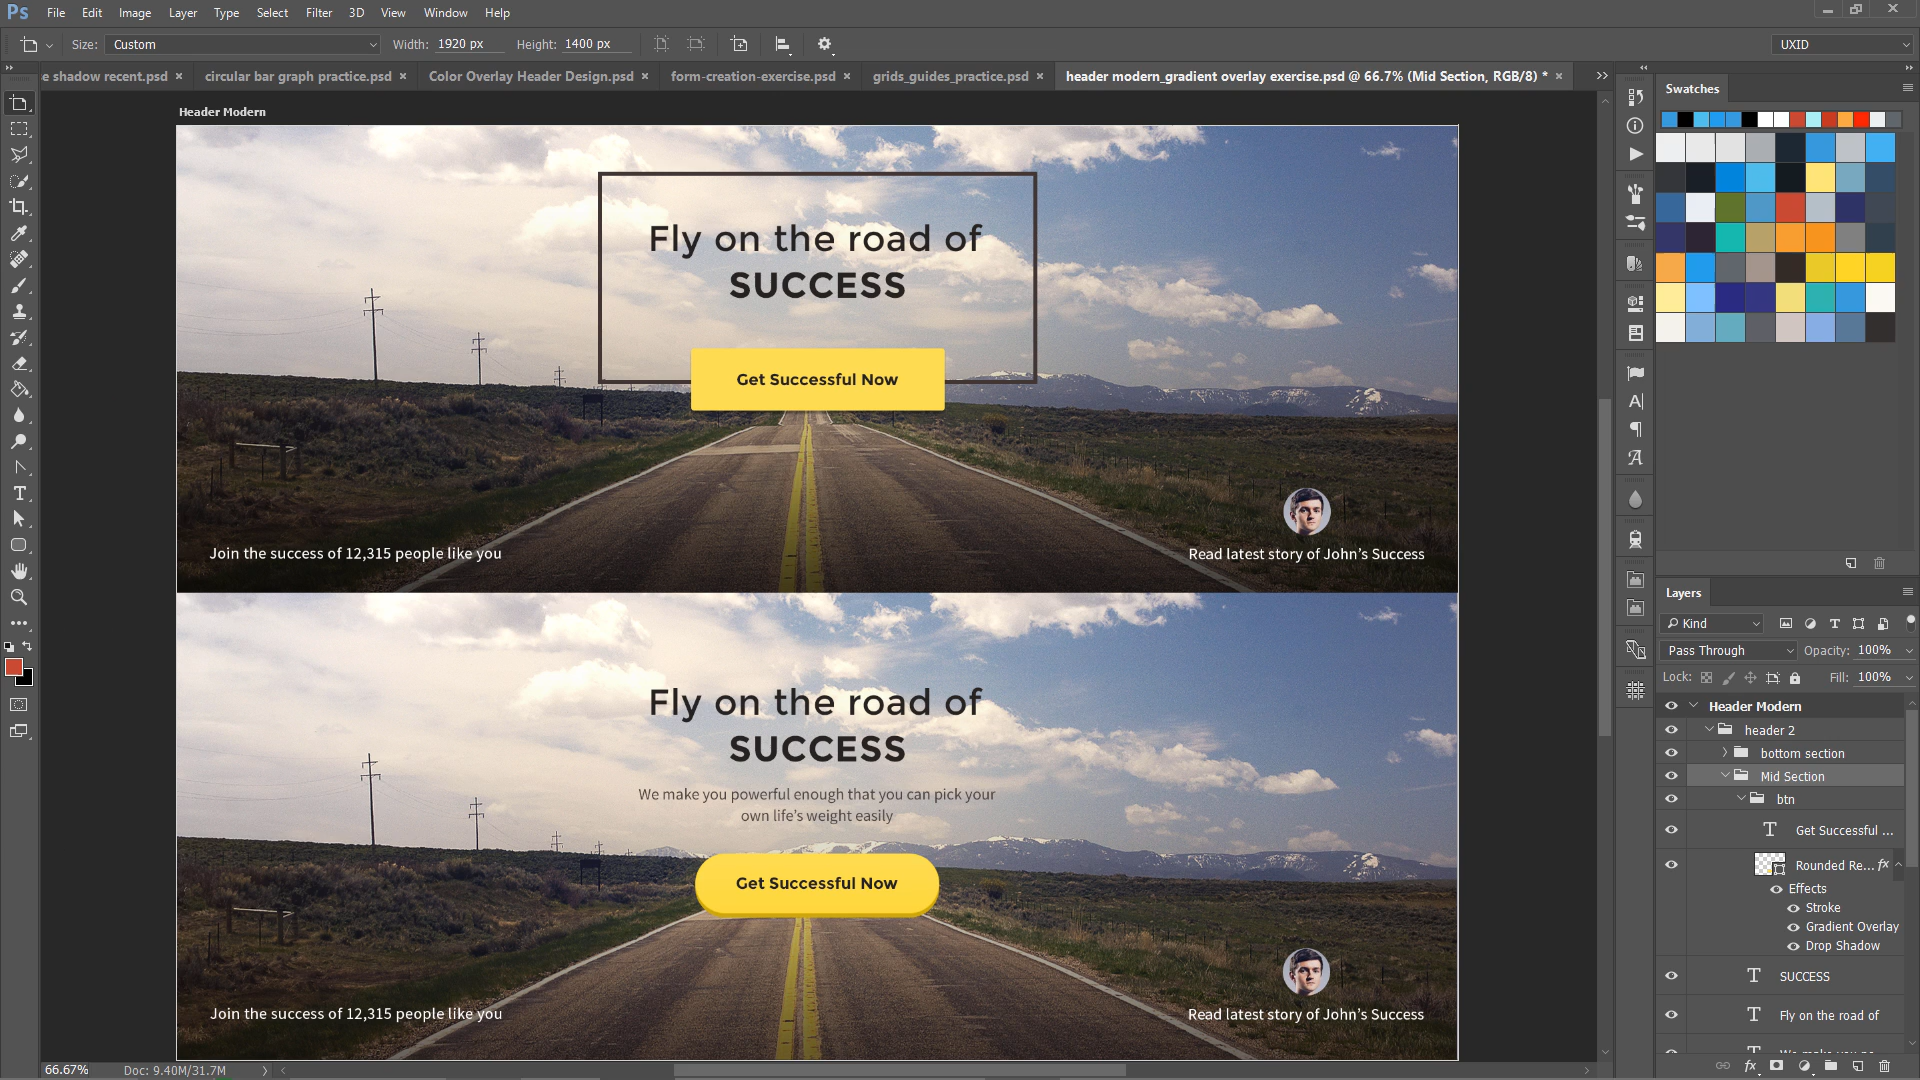 Ps File Edit Image Layer Type Select Filter 3D View Window Help
Size: Custom Width: 1920 px Height: 1400 px UXID
e shadow recent.psd × circular bar graph practice.psd × Color Overlay Header Design.psd × form-creation-exercise.psd × grids_guides_practice.psd × header modern_gradient overlay exercise.psd @ 66.7% (Mid Section, RGB/8) * ×
Swatches
Header Modern
Fly on the road of
SUCCESS
Get Successful Now
Join the success of 12,315 people like you
Read latest story of John's Success
Fly on the road of
SUCCESS
We make you powerful enough that you can pick your
own life's weight easily
Get Successful Now
Join the success of 12,315 people like you
Read latest story of John's Success
Layers
Kind
Pass Through Opacity: 100%
Lock: Fill: 100%
Header Modern
header 2
bottom section
Mid Section
btn
Get Successful ...
Rounded Re... fx
Effects
Stroke
Gradient Overlay
Drop Shadow
SUCCESS
Fly on the road of
66.67% Doc: 9.40M/31.7M